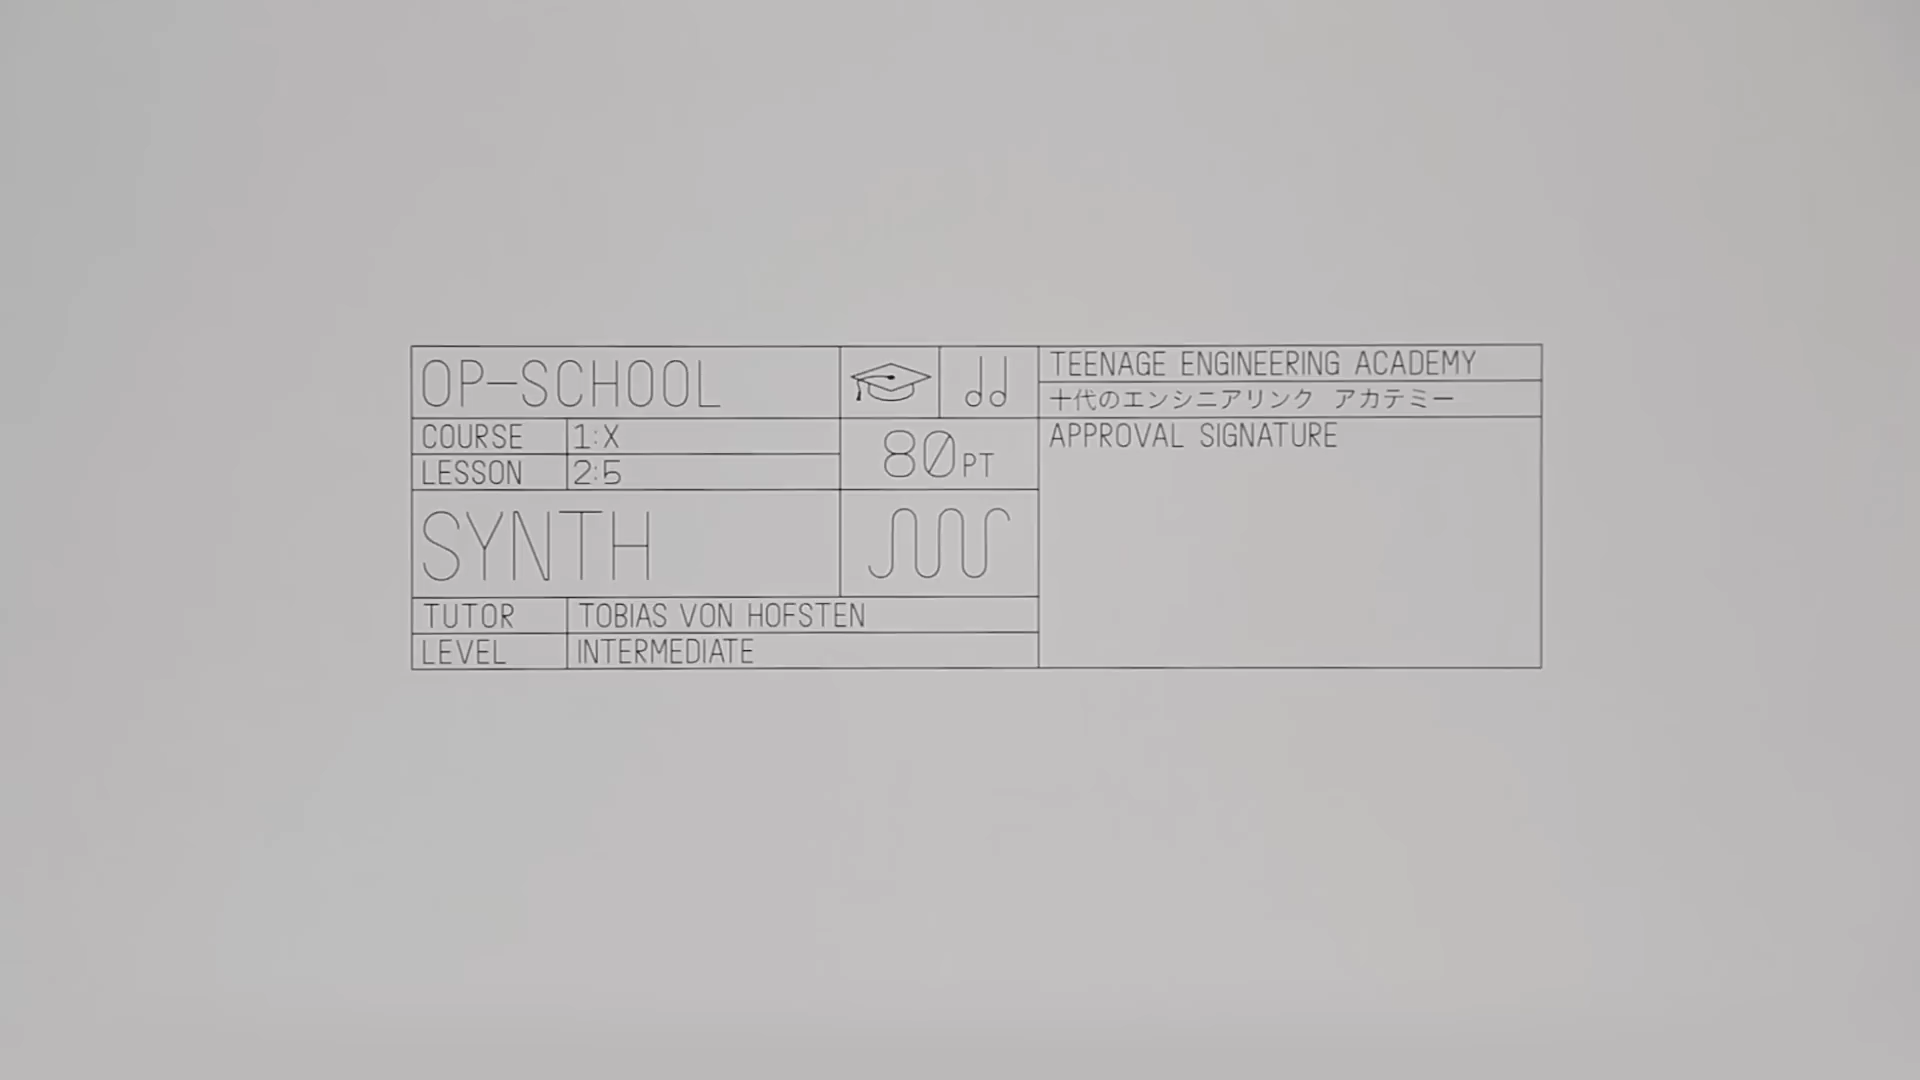 OP-SCHOOL
TEENAGE ENGINEERING ACADEMY
十代のエンシニアリンク アカテミー
COURSE 1:X
LESSON 2:5
80PT
APPROVAL SIGNATURE
SYNTH
TUTOR TOBIAS VON HOFSTEN
LEVEL INTERMEDIATE